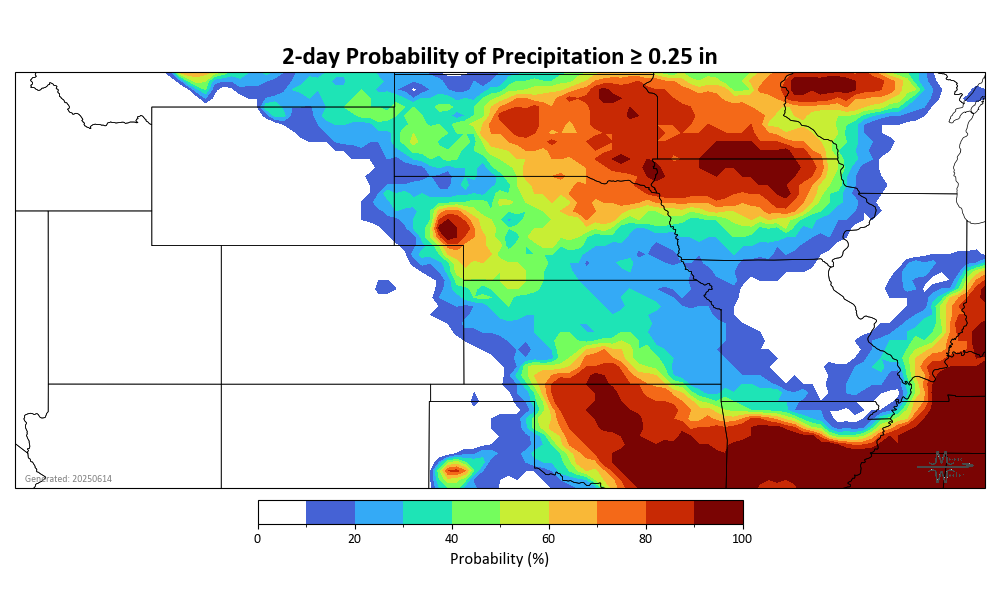 2-day Probability of Precipitation ≥ 0.25 in
Generated: 20250614
0 20 40 60 80 100
Probability (%)